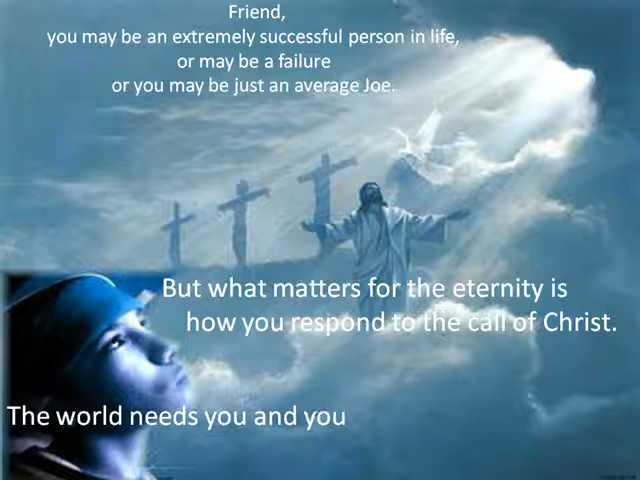 Friend,
you may be an extremely successful person in life,
or may be a failure
or you may be just an average Joe.
But what matters for the eternity is
how you respond to the call of Christ.
The world needs you and you